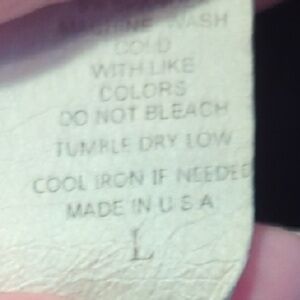 MACHINE WASH
COLD
WITH LIKE
COLORS
DO NOT BLEACH
TUMBLE DRY LOW
COOL IRON IF NEEDED
MADE IN U S A
L